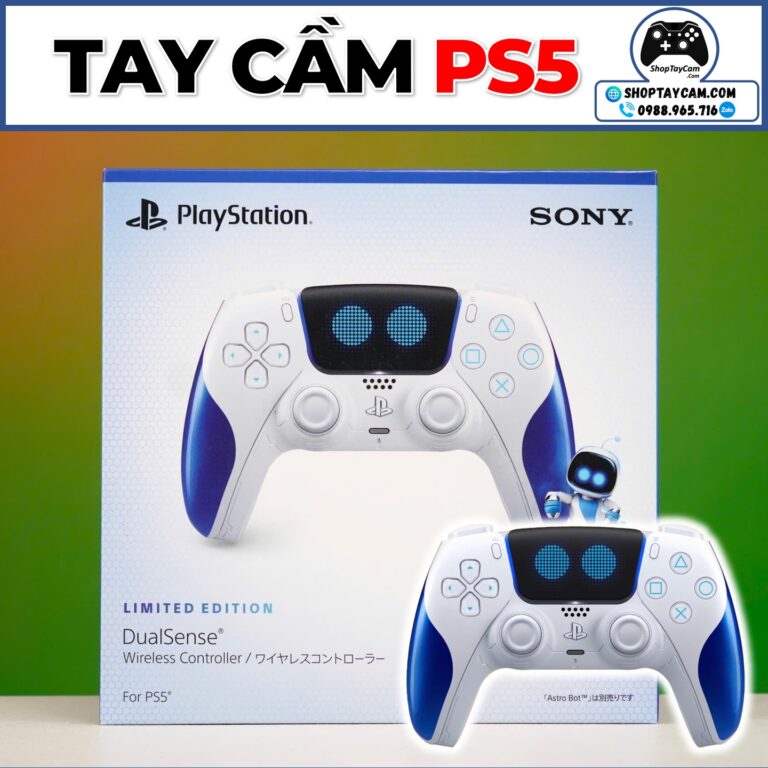 TAY CẦM PS5
ShopTayCam
.Com
SHOPTAYCAM.COM
0988.965.716 Zalo
PlayStation®
SONY®
LIMITED EDITION
DualSense®
Wireless Controller / ワイヤレスコントローラー
For PS5®
「Astro Bot™」は別売りです